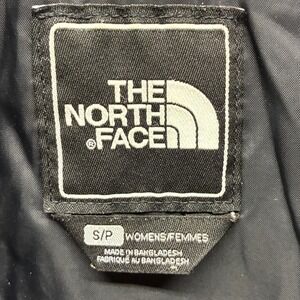 THE
NORTH
®FACE
S/P WOMENS/FEMMES
MADE IN BANGLADESH
FABRIQUÉ AU BANGLADESH